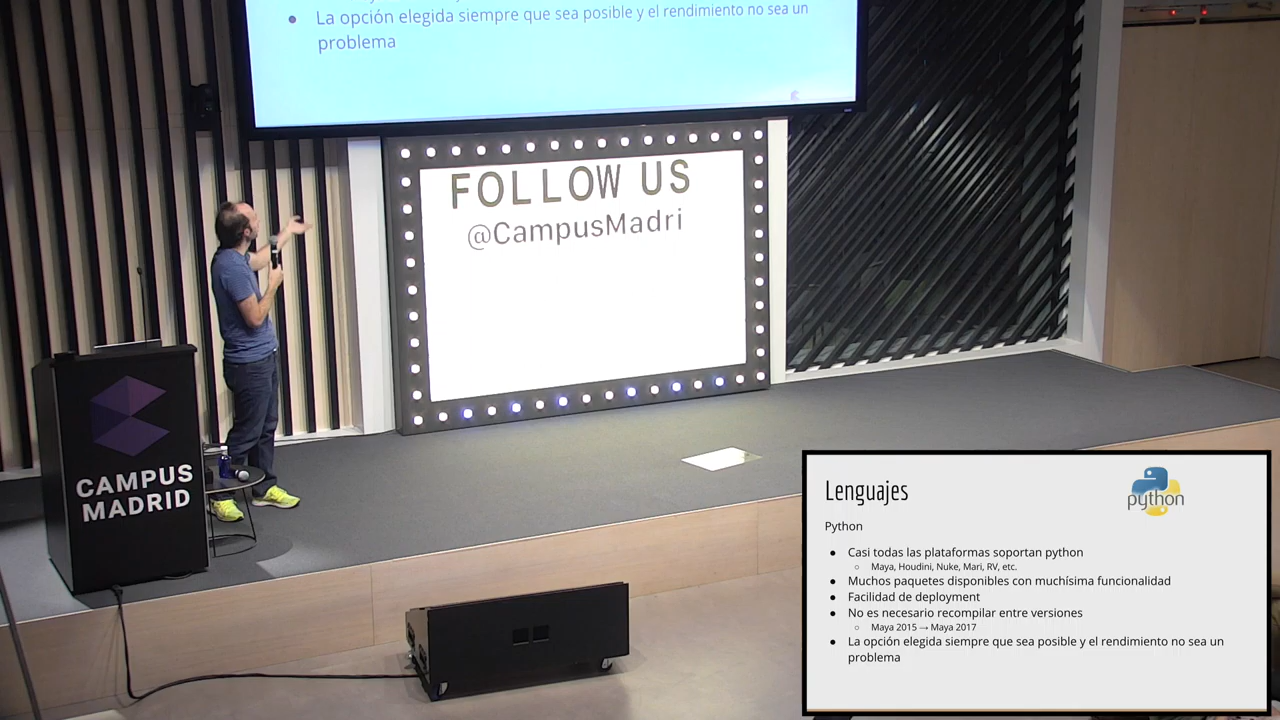 ● La opción elegida siempre que sea posible y el rendimiento no sea un
problema
FOLLOW US
@CampusMadri
CAMPUS
MADRID
Lenguajes
python
Python
● Casi todas las plataformas soportan python
○ Maya, Houdini, Nuke, Mari, RV, etc.
● Muchos paquetes disponibles con muchísima funcionalidad
● Facilidad de deployment
● No es necesario recompilar entre versiones
○ Maya 2015 → Maya 2017
● La opción elegida siempre que sea posible y el rendimiento no sea un
problema